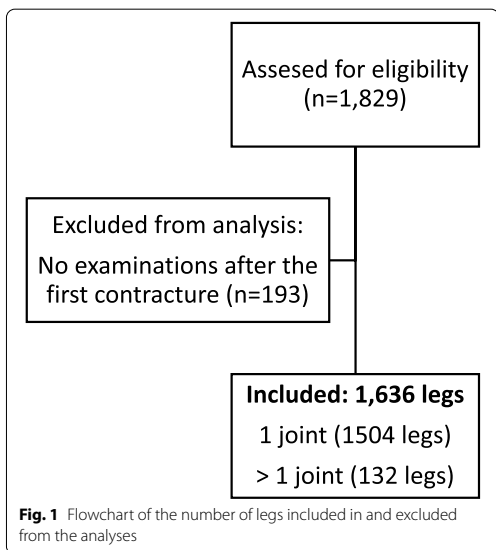 Assesed for eligibility
(n=1,829)
Excluded from analysis:
No examinations after the
first contracture (n=193)
Included: 1,636 legs
1 joint (1504 legs)
> 1 joint (132 legs)
Fig. 1 Flowchart of the number of legs included in and excluded
from the analyses